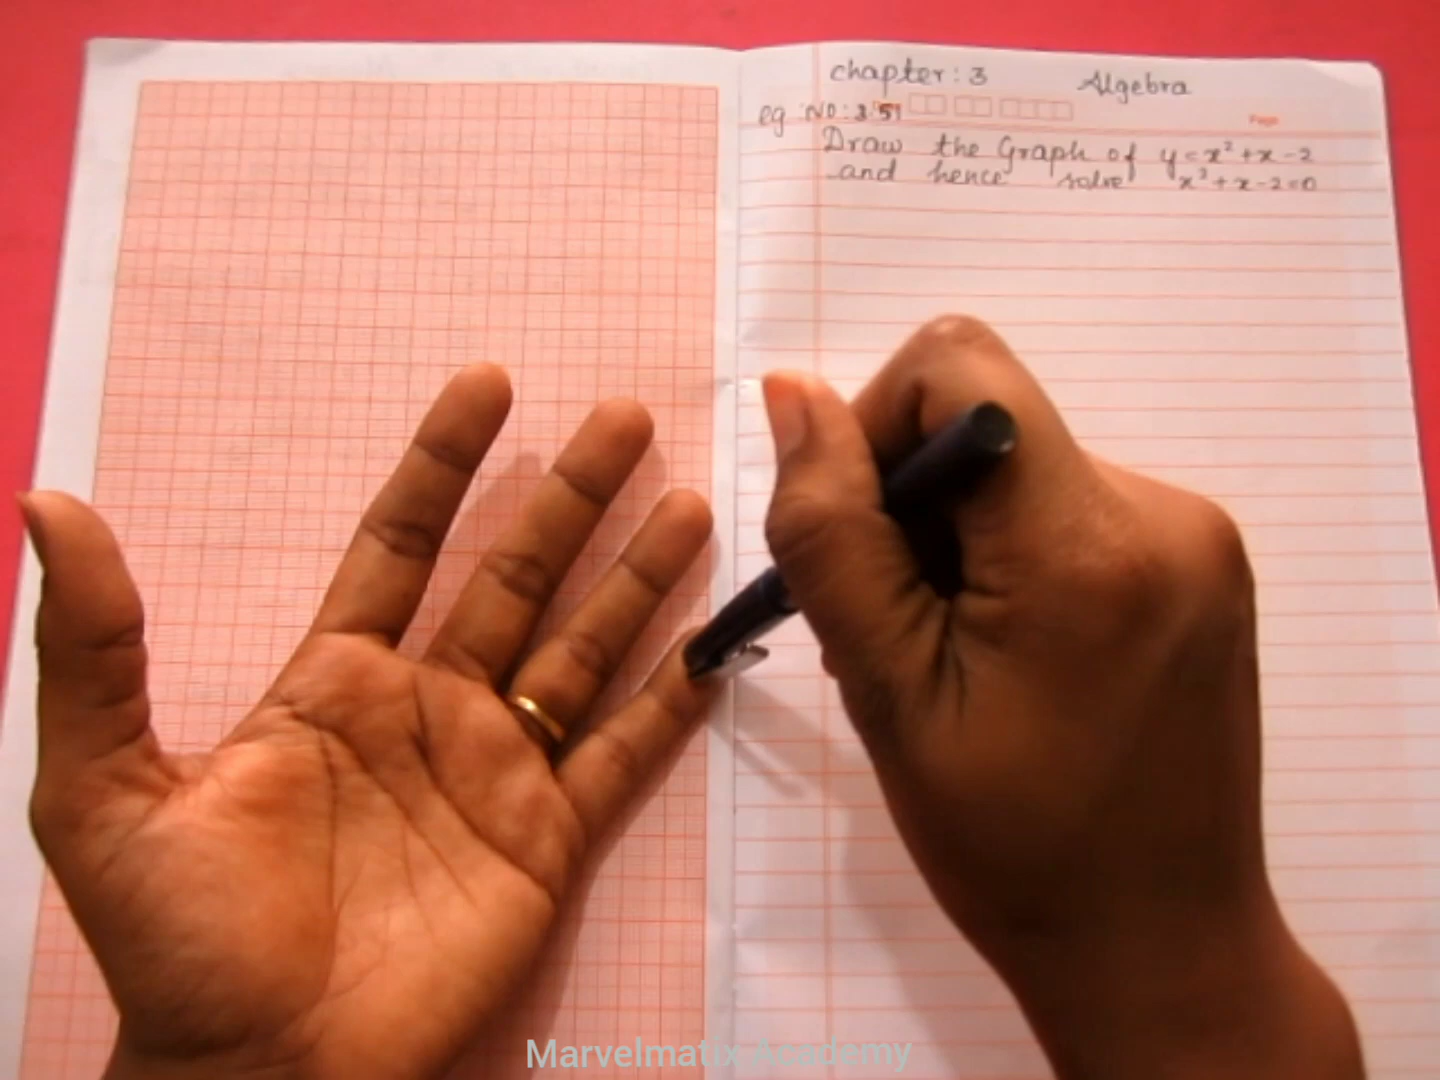 chapter: 3 Algebra
eg NO: 3.51
Page
Draw the Graph of y=x²+x-2
and hence solve x²+x-2=0
Marvelmatix Academy